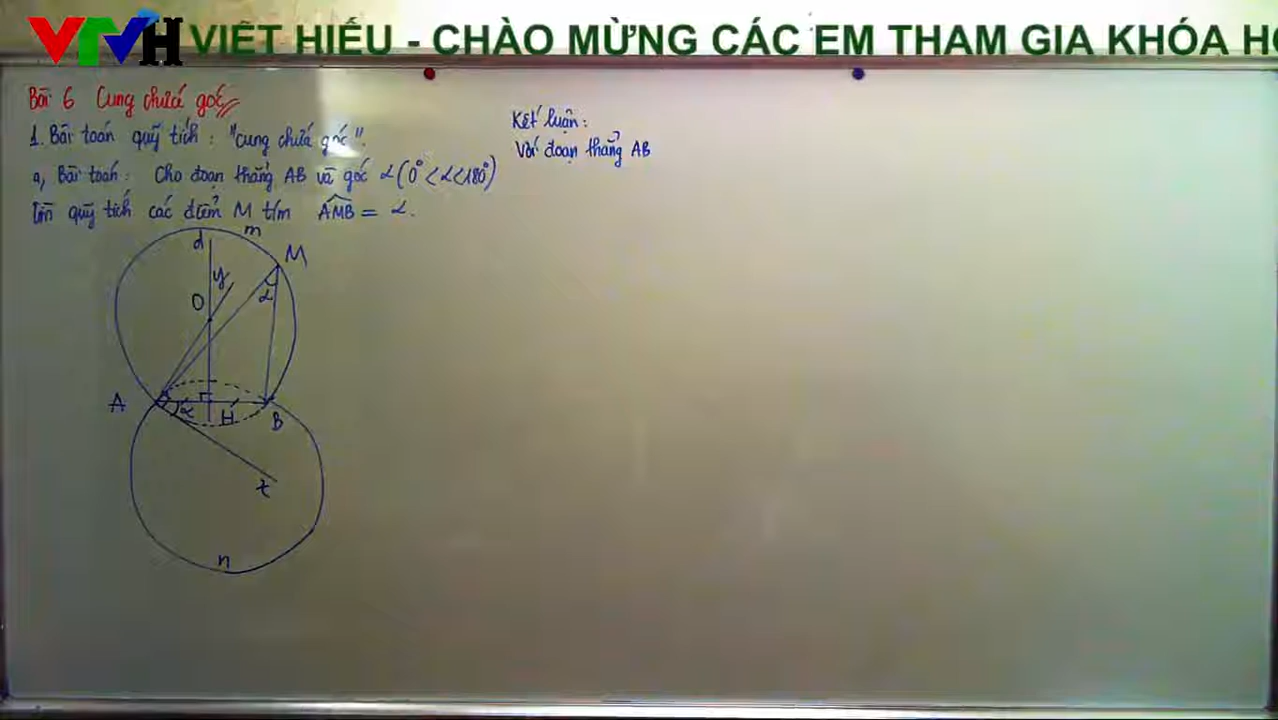 VTVH VIẾT HIẾU - CHÀO MỪNG CÁC EM THAM GIA KHÓA HỌ
Bài 6 Cung chứa góc
1. Bài toán quỹ tích : "cung chứa góc".
a, Bài toán : Cho đoạn thẳng AB và góc α (0° < α < 180°)
Tìm quỹ tích các điểm M t/m AMB = α.
m
d
M
y
α
O
A
α
H
B
x
n
Kết luận :
Với đoạn thẳng AB